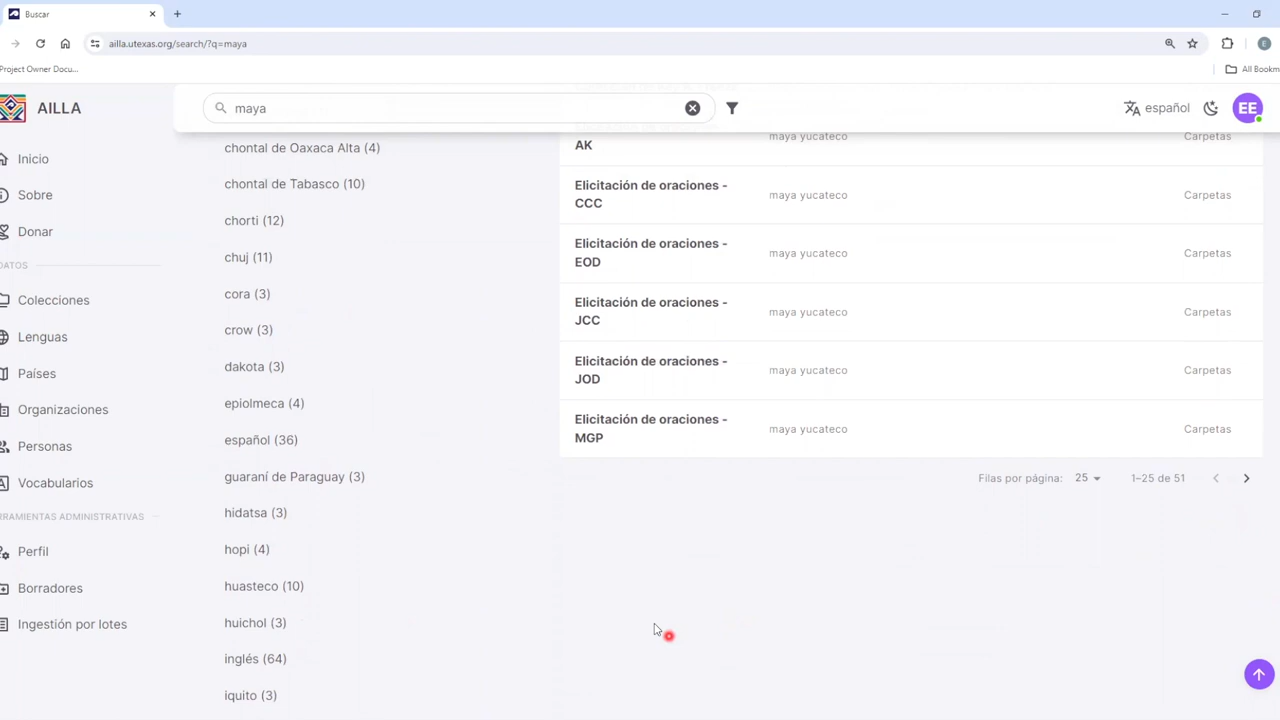 Buscar
ailla.utexas.org/search/?q=maya
Project Owner Docu...
All Bookm
AILLA
maya
español
EE
Inicio
Sobre
Donar
DATOS
Colecciones
Lenguas
Países
Organizaciones
Personas
Vocabularios
RRAMIENTAS ADMINISTRATIVAS
Perfil
Borradores
Ingestión por lotes
chontal de Oaxaca Alta (4)
chontal de Tabasco (10)
chorti (12)
chuj (11)
cora (3)
crow (3)
dakota (3)
epiolmeca (4)
español (36)
guaraní de Paraguay (3)
hidatsa (3)
hopi (4)
huasteco (10)
huichol (3)
inglés (64)
iquito (3)
AK
maya yucateco
Carpetas
Elicitación de oraciones -
CCC
maya yucateco
Carpetas
Elicitación de oraciones -
EOD
maya yucateco
Carpetas
Elicitación de oraciones -
JCC
maya yucateco
Carpetas
Elicitación de oraciones -
JOD
maya yucateco
Carpetas
Elicitación de oraciones -
MGP
maya yucateco
Carpetas
Filas por página: 25 1–25 de 51